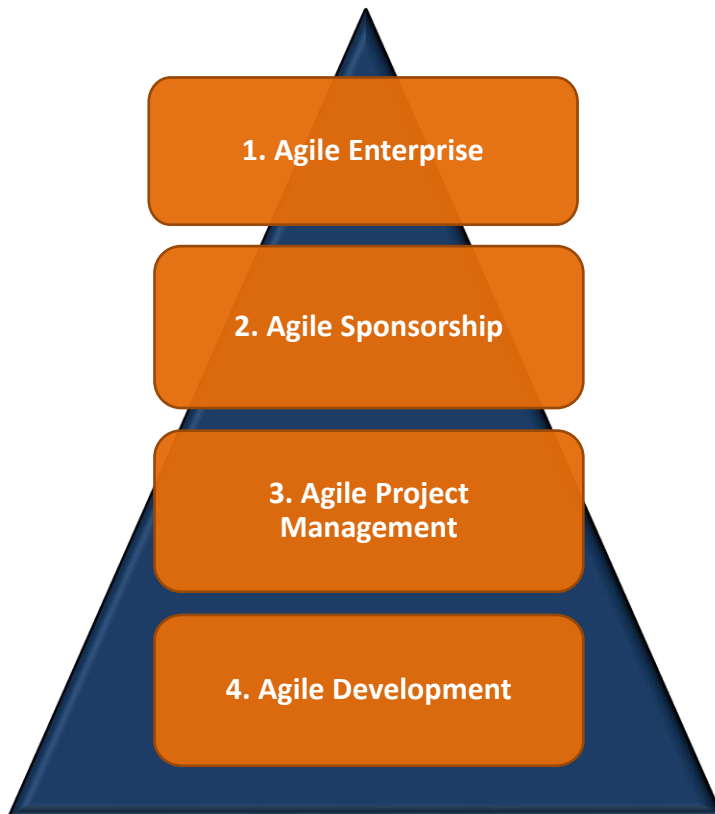 1. Agile Enterprise
2. Agile Sponsorship
3. Agile Project
Management
4. Agile Development